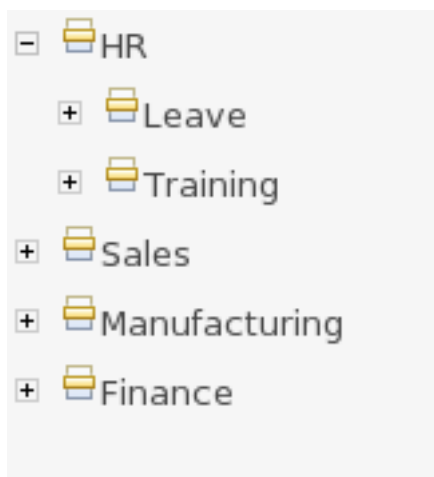 HR
Leave
Training
Sales
Manufacturing
Finance